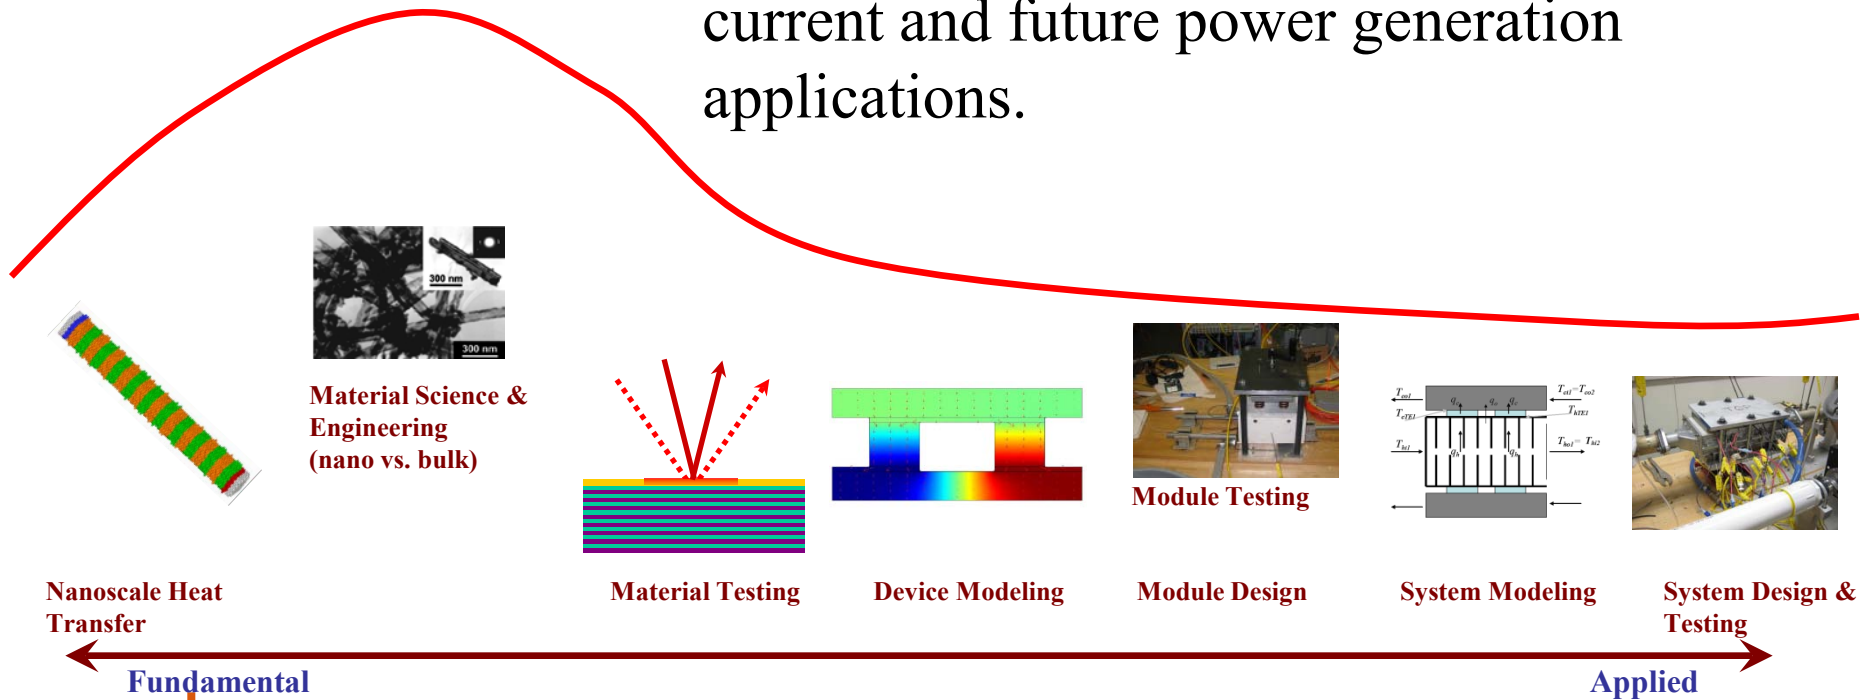 current and future power generation
applications.
300 nm
300 nm
Material Science &
Engineering
(nano vs. bulk)
Module Testing
Nanoscale Heat
Transfer
Material Testing
Device Modeling
Module Design
System Modeling
System Design &
Testing
Fundamental
Applied